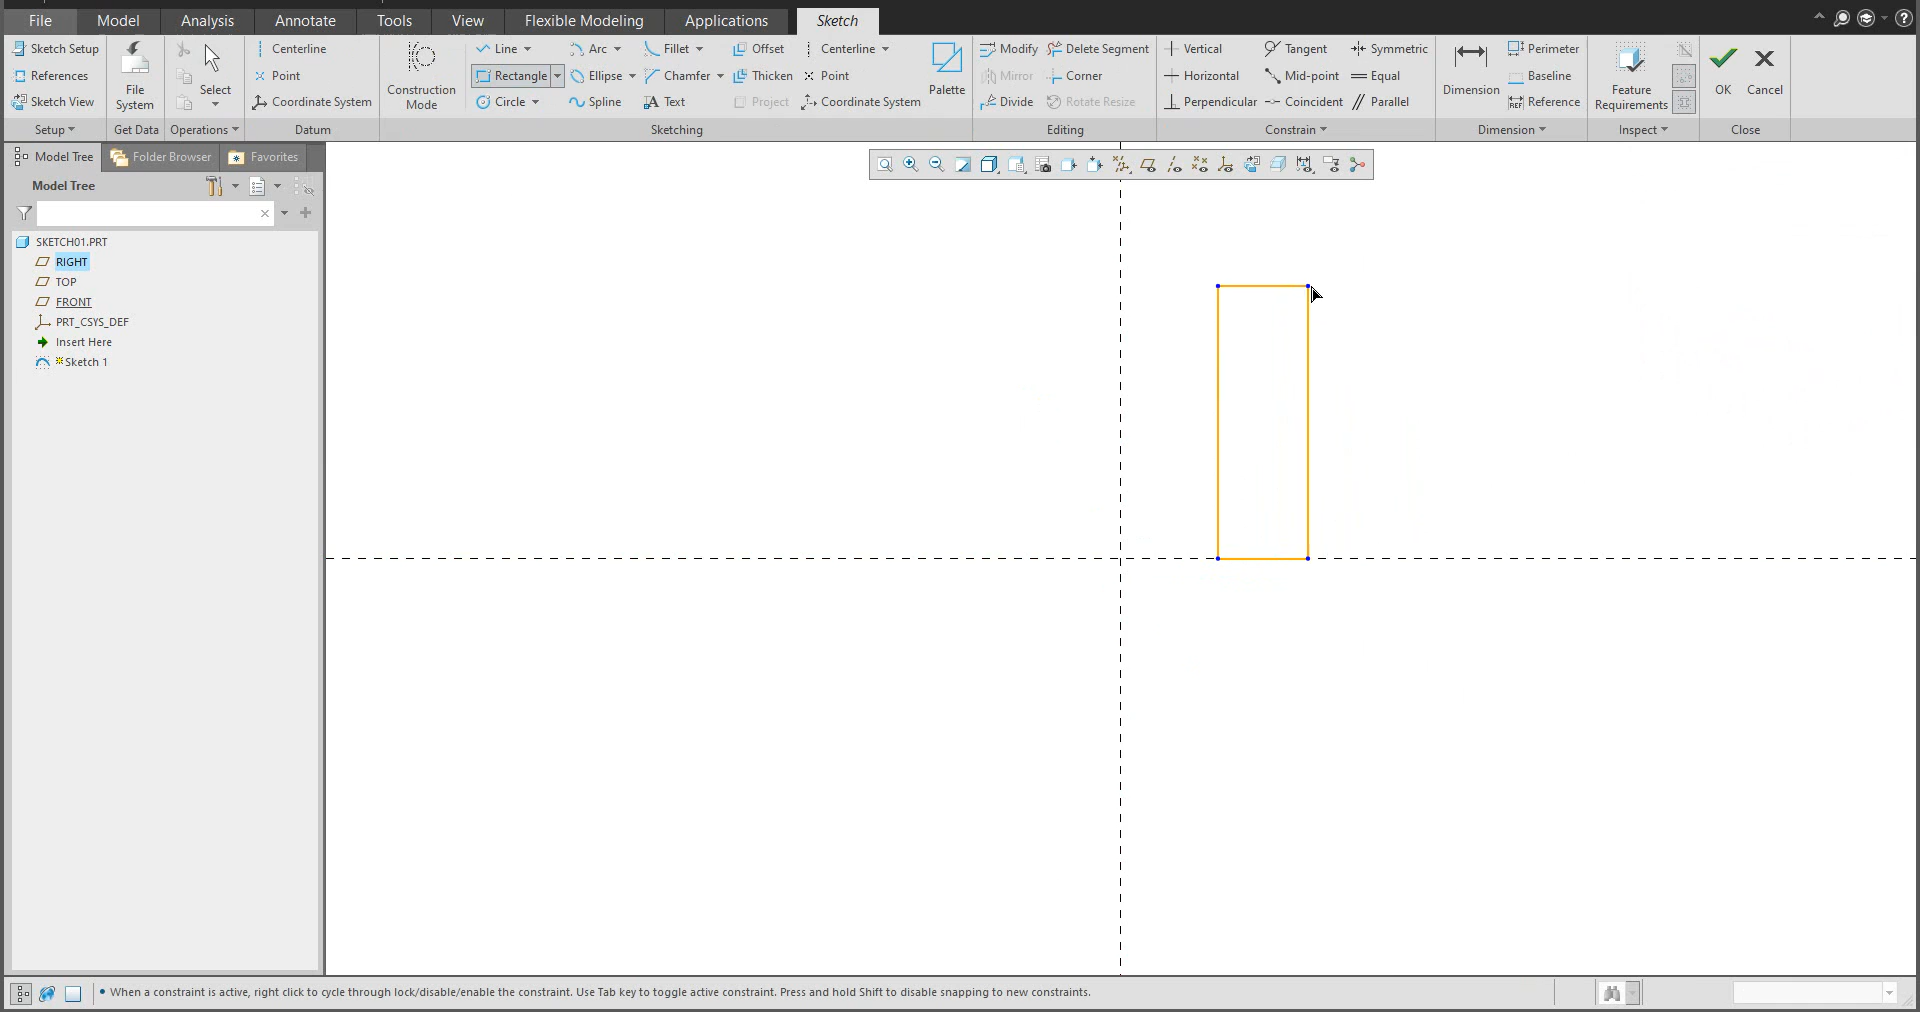 File Model Analysis Annotate Tools View Flexible Modeling Applications Sketch
Sketch Setup
References
Sketch View
Setup
File System
Get Data
Select
Operations
Centerline
Point
Coordinate System
Datum
Construction Mode
Line Arc Fillet Offset Centerline
Rectangle Ellipse Chamfer Thicken Point
Circle Spline Text Project Coordinate System
Palette
Sketching
Modify Delete Segment
Mirror Corner
Divide Rotate Resize
Editing
Vertical Tangent Symmetric
Horizontal Mid-point Equal
Perpendicular Coincident Parallel
Constrain
Dimension
Perimeter
Baseline
REF Reference
Dimension
Feature Requirements
Inspect
OK Cancel
Close
Model Tree Folder Browser Favorites
Model Tree
SKETCH01.PRT
RIGHT
TOP
FRONT
PRT_CSYS_DEF
Insert Here
Sketch 1
When a constraint is active, right click to cycle through lock/disable/enable the constraint. Use Tab key to toggle active constraint. Press and hold Shift to disable snapping to new constraints.